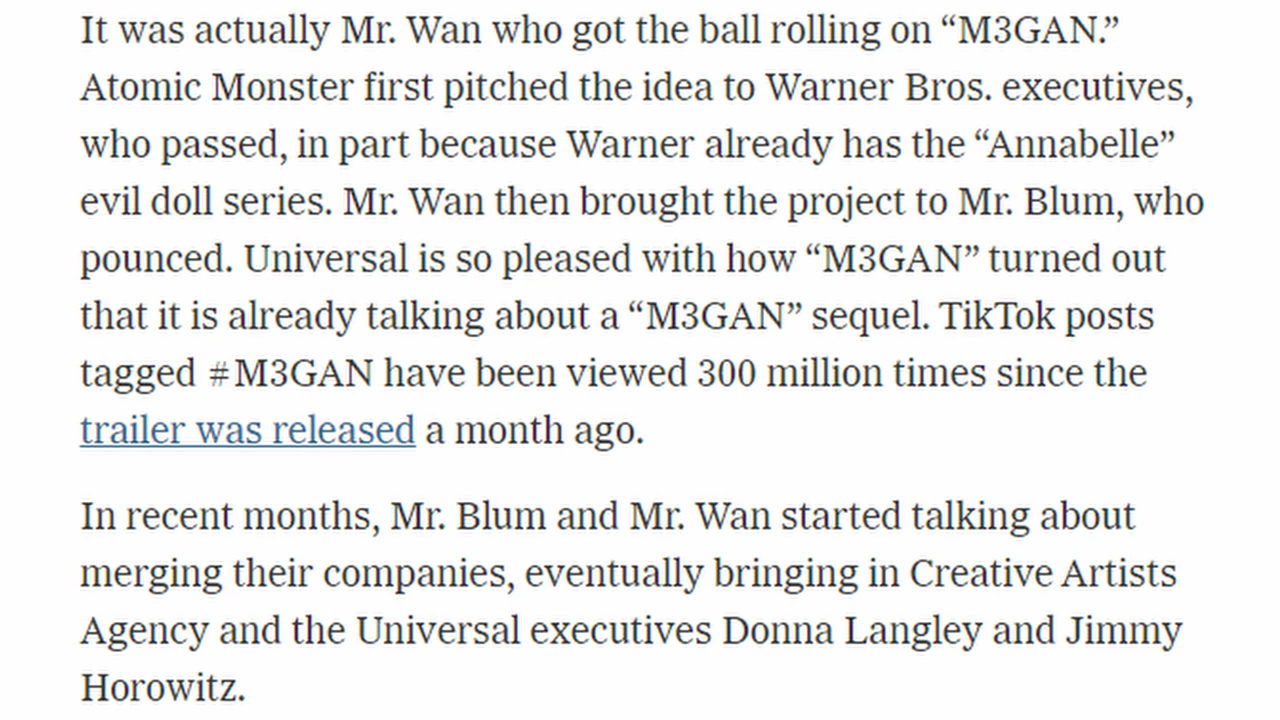 It was actually Mr. Wan who got the ball rolling on “M3GAN.”
Atomic Monster first pitched the idea to Warner Bros. executives,
who passed, in part because Warner already has the “Annabelle”
evil doll series. Mr. Wan then brought the project to Mr. Blum, who
pounced. Universal is so pleased with how “M3GAN” turned out
that it is already talking about a “M3GAN” sequel. TikTok posts
tagged #M3GAN have been viewed 300 million times since the
trailer was released a month ago.
In recent months, Mr. Blum and Mr. Wan started talking about
merging their companies, eventually bringing in Creative Artists
Agency and the Universal executives Donna Langley and Jimmy
Horowitz.